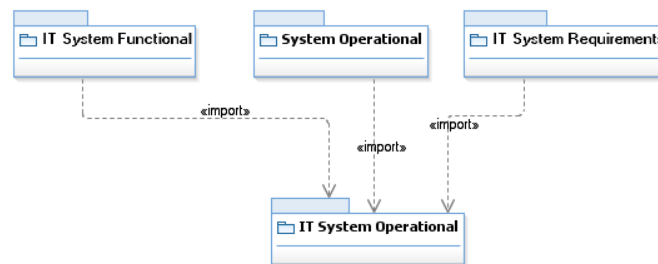 IT System Functional
System Operational
IT System Requirements
«import»
«import»
«import»
IT System Operational